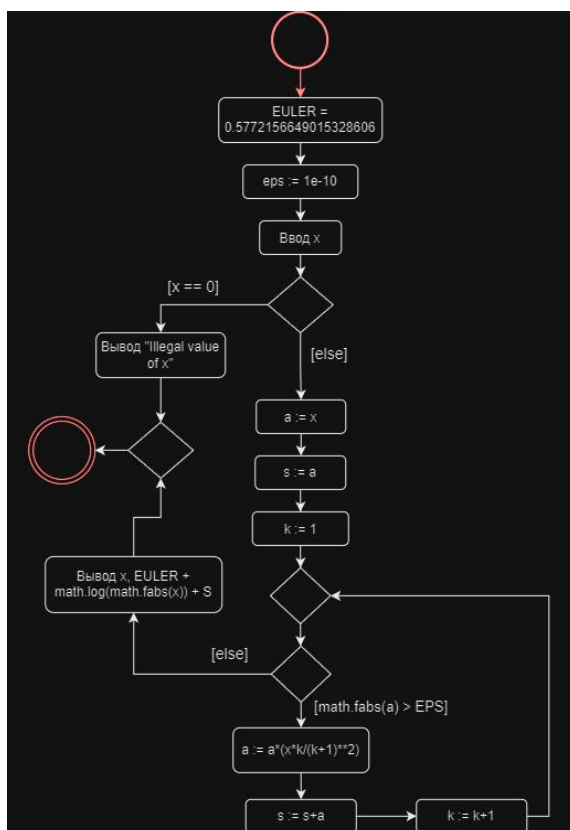 EULER =
0.5772156649015328606
eps := 1e-10
Ввод x
[x == 0]
Вывод "Illegal value
of x"
[else]
a := x
s := a
k := 1
Вывод x, EULER +
math.log(math.fabs(x)) + S
[else]
[math.fabs(a) > EPS]
a := a*(x*k/(k+1)**2)
s := s+a
k := k+1